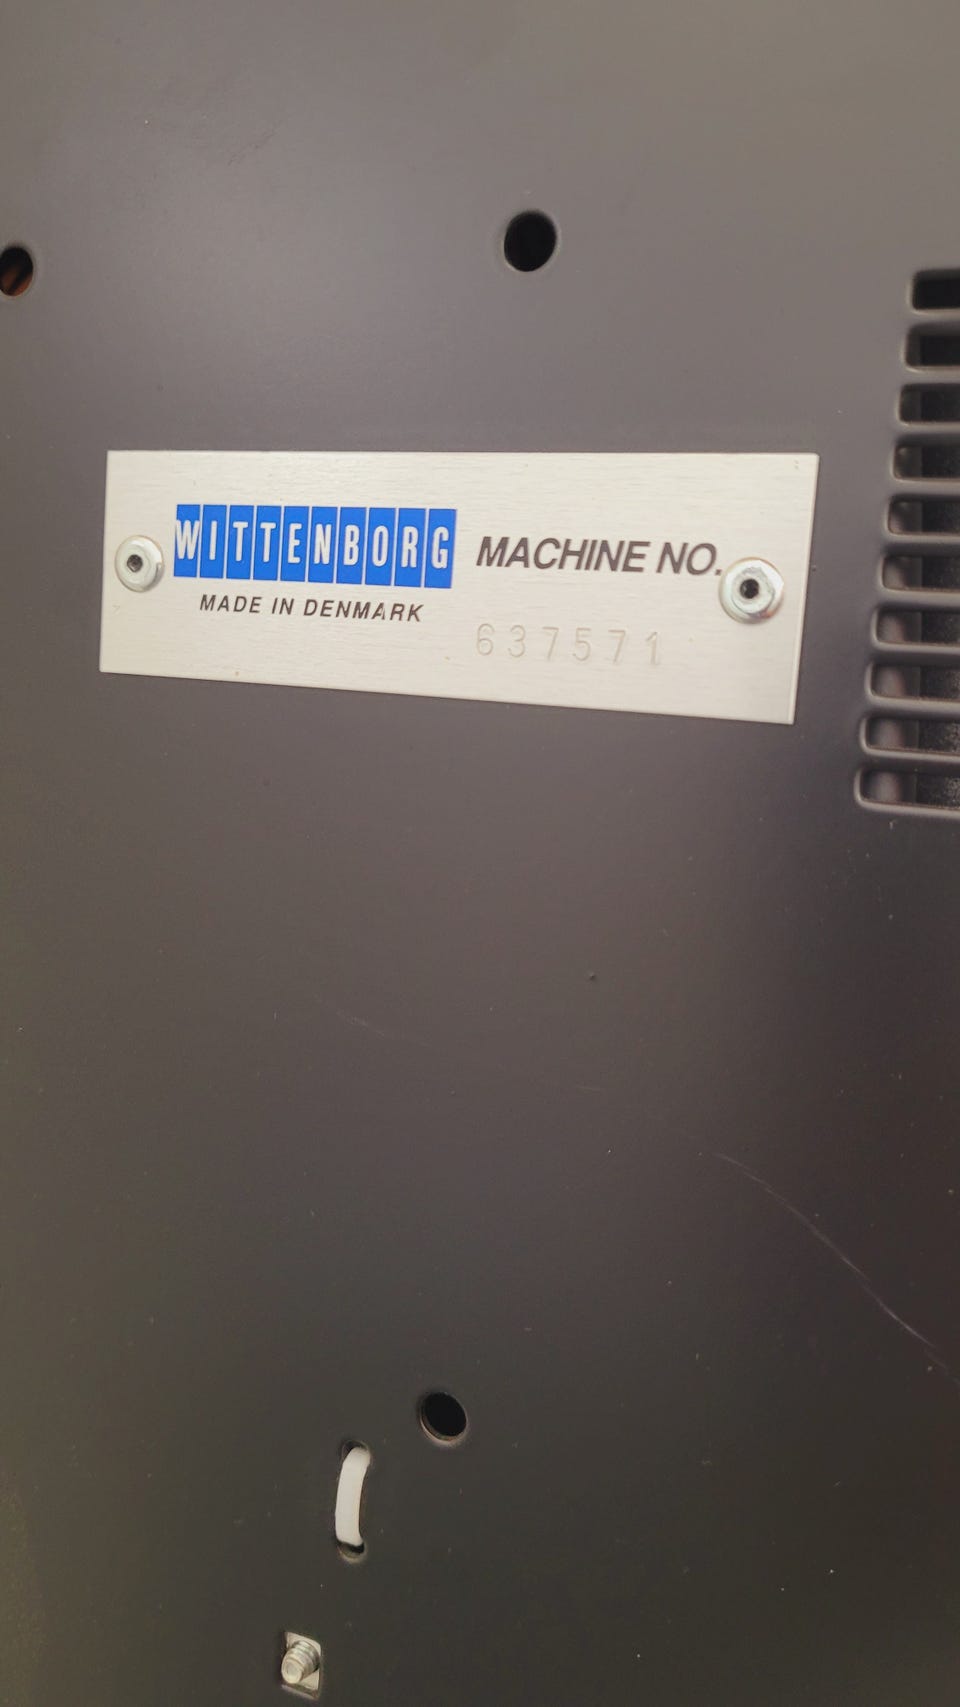 WITTENBORG
MADE IN DENMARK
MACHINE NO.
637571